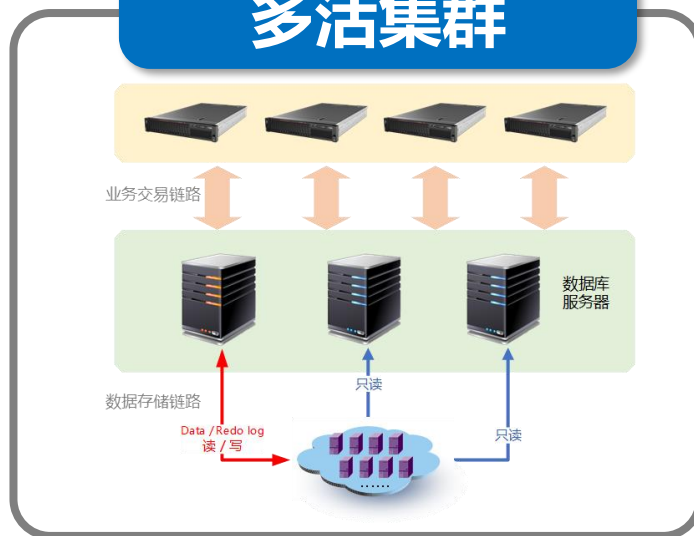 多活集群
业务交易链路
数据库
服务器
只读
数据存储链路
Data / Redo log
读 / 写
只读
……